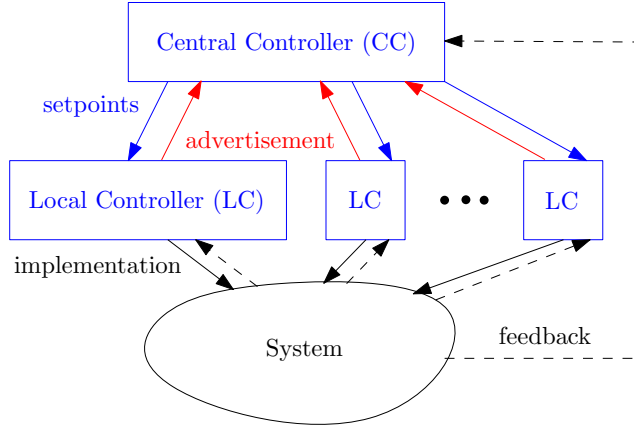 Central Controller (CC)
setpoints
advertisement
Local Controller (LC)
LC
LC
implementation
feedback
System